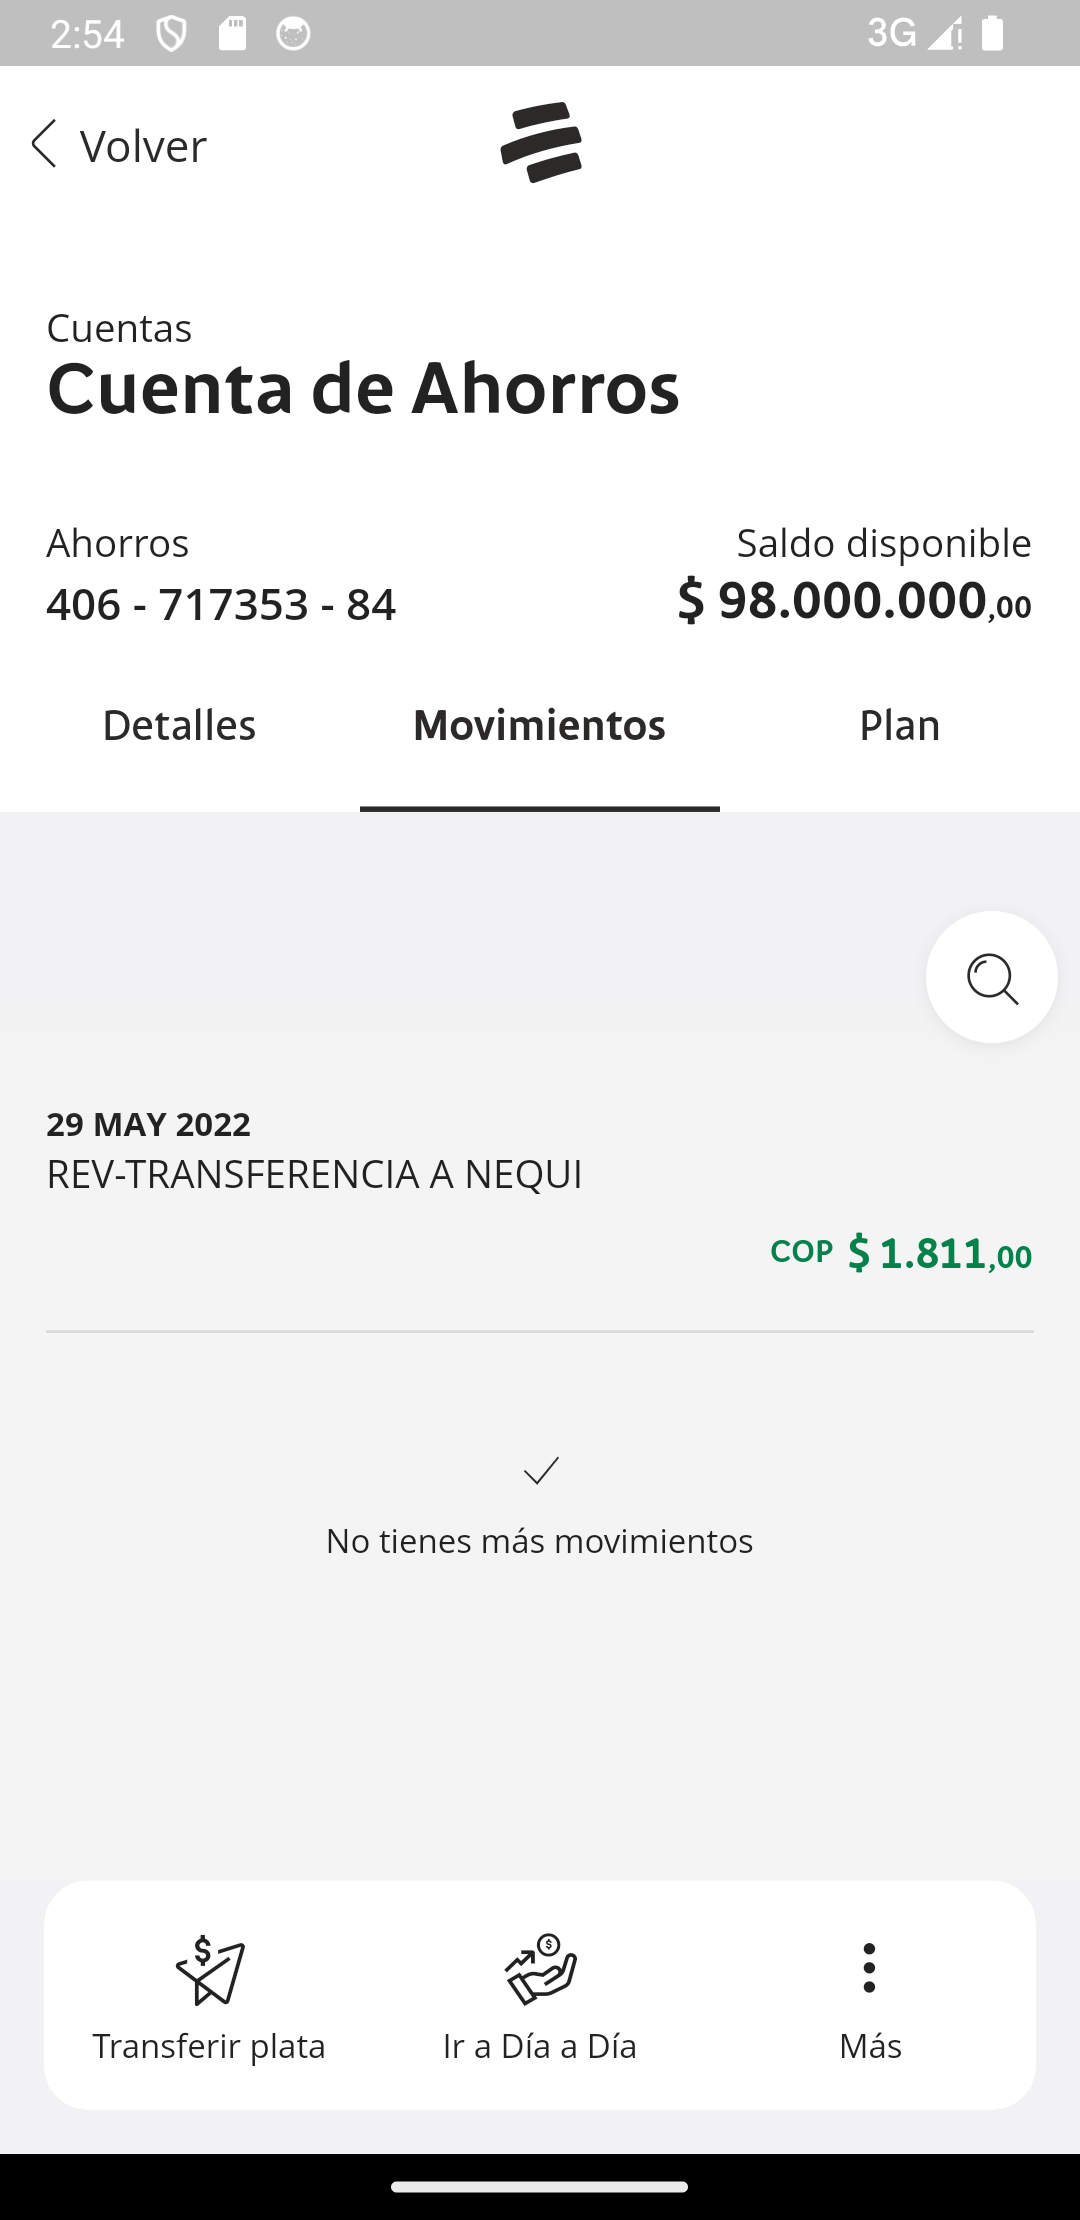 2:54
3G
Volver
Cuentas
Cuenta de Ahorros
Ahorros
Saldo disponible
406 - 717353 - 84
$ 98.000.000,00
Detalles
Movimientos
Plan
29 MAY 2022
REV-TRANSFERENCIA A NEQUI
COP $ 1.811,00
No tienes más movimientos
Transferir plata
Ir a Día a Día
Más